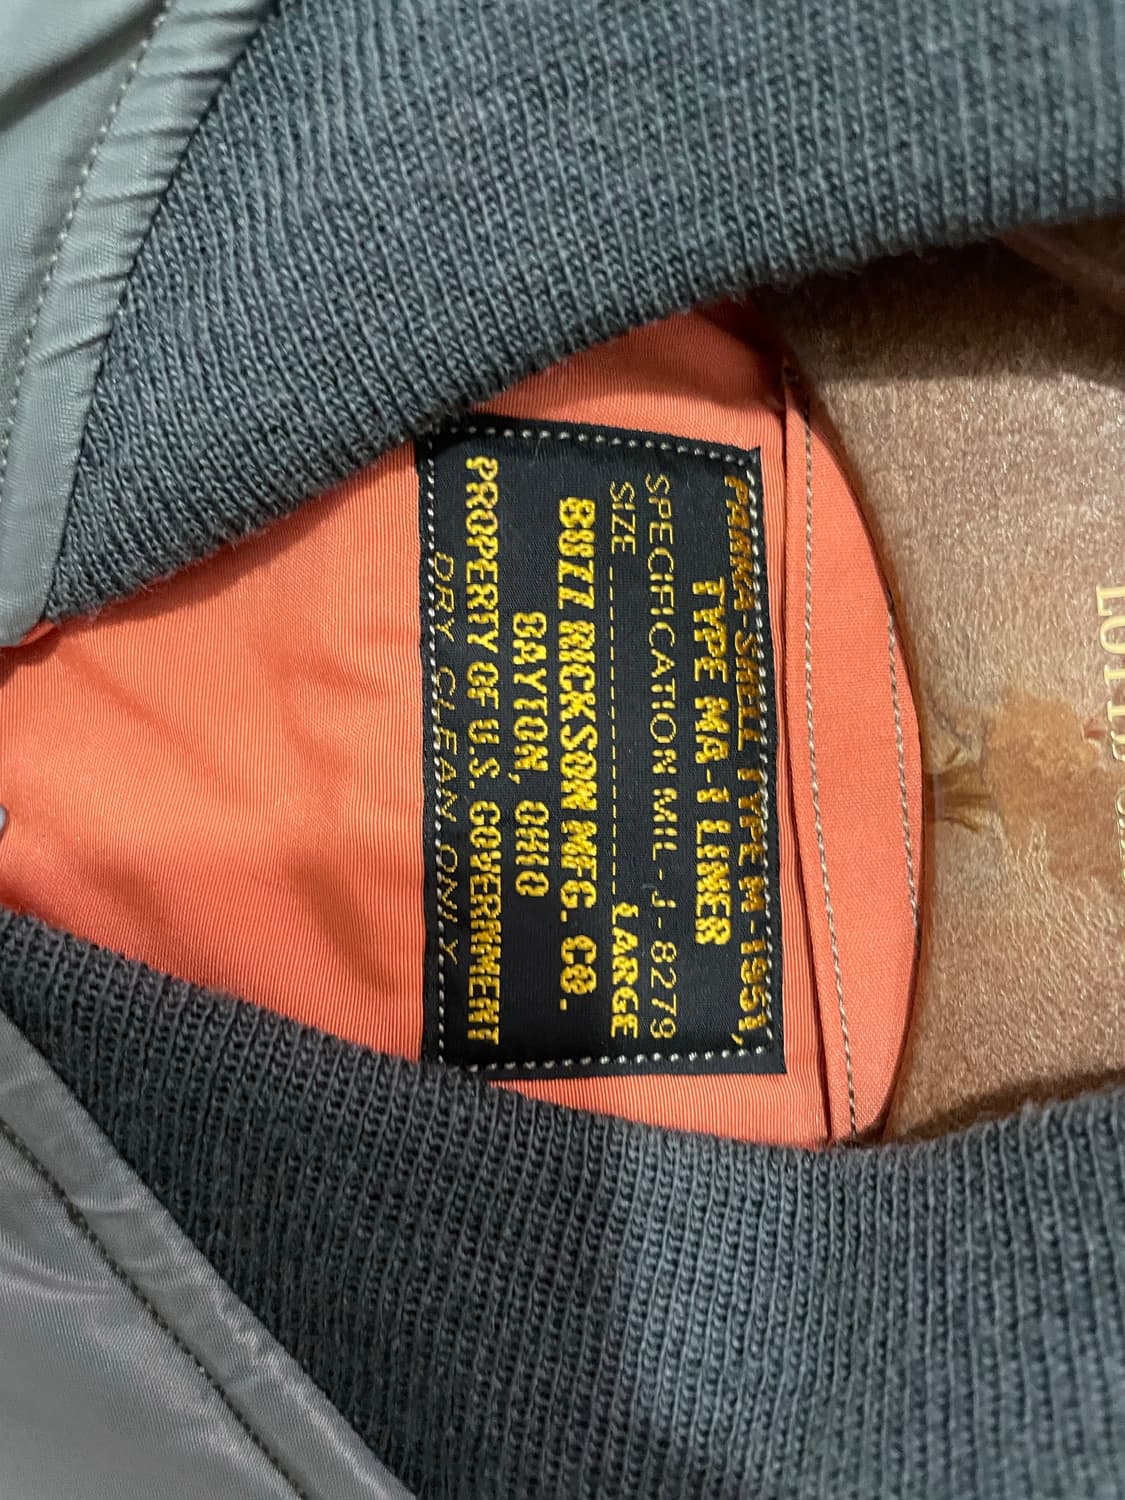 PARKA-SHELL TYPE M-1951,
TYPE MA-1 LINER
SPECIFICATION MIL-J-8279
SIZE LARGE
BUZZ RICKSON MFG. CO.
DAYTON, OHIO
PROPERTY OF U.S. GOVERNMENT
DRY CLEAN ONLY